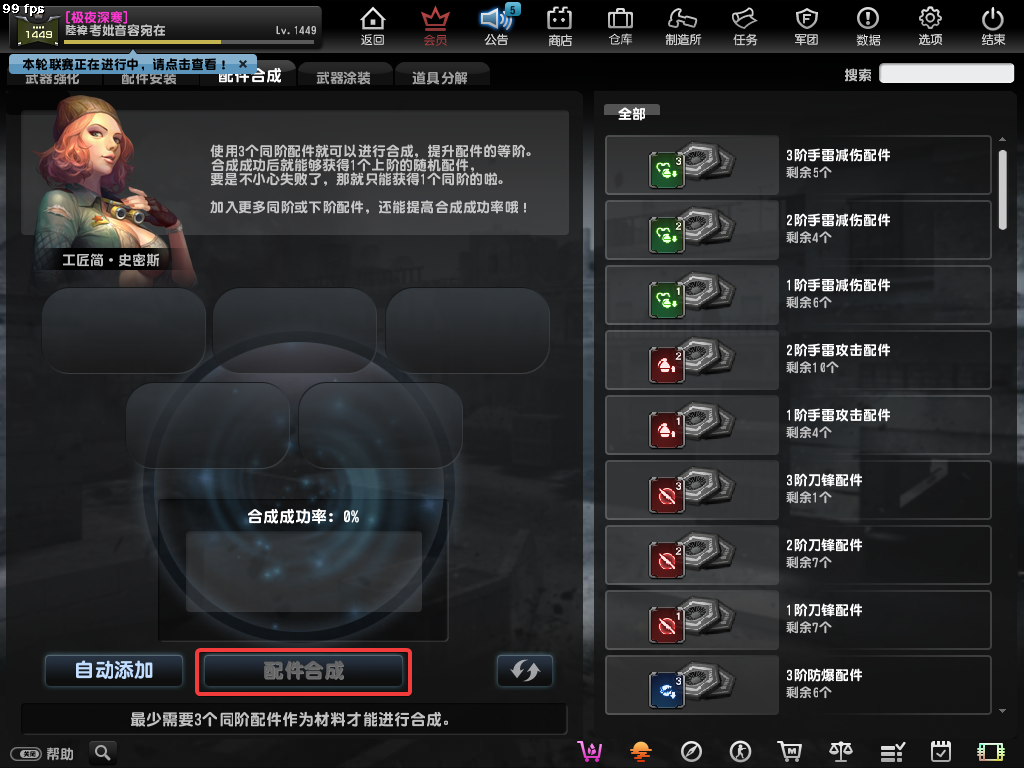 99 fps
[极夜深寒]
1449
Lv. 1449
返回
会员
5
公告
商店
仓库
制造所
任务
军团
数据
选项
结束
本轮联赛正在进行中，请点击查看！ ×
武器强化
配件安装
配件合成
武器涂装
道具分解
搜索
使用3个同阶配件就可以进行合成，提升配件的等阶。
合成成功后就能够获得1个上阶的随机配件，
要是不小心失败了，那就只能获得1个同阶的啦。
加入更多同阶或下阶配件，还能提高合成成功率哦！
工匠简·史密斯
合成成功率：0%
自动添加
配件合成
最少需要3个同阶配件作为材料才能进行合成。
帮助
全部
3
3阶手雷减伤配件
剩余5个
2
2阶手雷减伤配件
剩余4个
1
1阶手雷减伤配件
剩余6个
2
2阶手雷攻击配件
剩余10个
1
1阶手雷攻击配件
剩余4个
3
3阶刀锋配件
剩余1个
2
2阶刀锋配件
剩余7个
1
1阶刀锋配件
剩余7个
3
3阶防爆配件
剩余6个